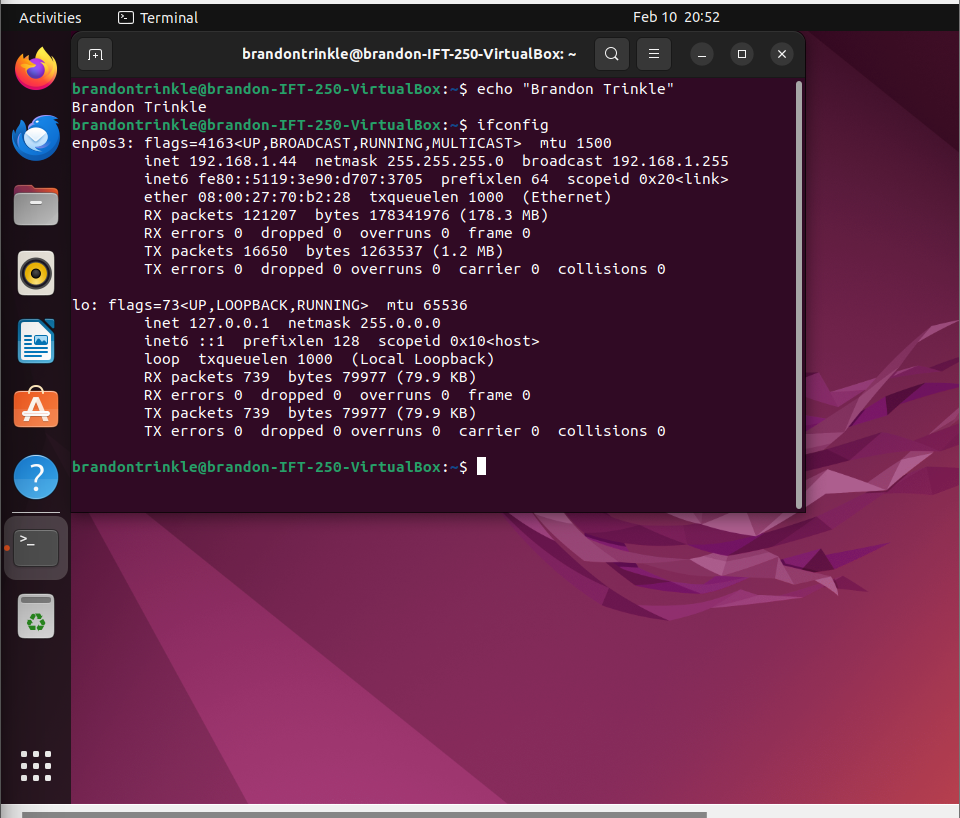 Activities Terminal Feb 10 20:52
brandontrinkle@brandon-IFT-250-VirtualBox: ~
brandontrinkle@brandon-IFT-250-VirtualBox:~$ echo "Brandon Trinkle"
Brandon Trinkle
brandontrinkle@brandon-IFT-250-VirtualBox:~$ ifconfig
enp0s3: flags=4163<UP,BROADCAST,RUNNING,MULTICAST>  mtu 1500
        inet 192.168.1.44  netmask 255.255.255.0  broadcast 192.168.1.255
        inet6 fe80::5119:3e90:d707:3705  prefixlen 64  scopeid 0x20<link>
        ether 08:00:27:70:b2:28  txqueuelen 1000  (Ethernet)
        RX packets 121207  bytes 178341976 (178.3 MB)
        RX errors 0  dropped 0  overruns 0  frame 0
        TX packets 16650  bytes 1263537 (1.2 MB)
        TX errors 0  dropped 0 overruns 0  carrier 0  collisions 0

lo: flags=73<UP,LOOPBACK,RUNNING>  mtu 65536
        inet 127.0.0.1  netmask 255.0.0.0
        inet6 ::1  prefixlen 128  scopeid 0x10<host>
        loop  txqueuelen 1000  (Local Loopback)
        RX packets 739  bytes 79977 (79.9 KB)
        RX errors 0  dropped 0  overruns 0  frame 0
        TX packets 739  bytes 79977 (79.9 KB)
        TX errors 0  dropped 0 overruns 0  carrier 0  collisions 0

brandontrinkle@brandon-IFT-250-VirtualBox:~$